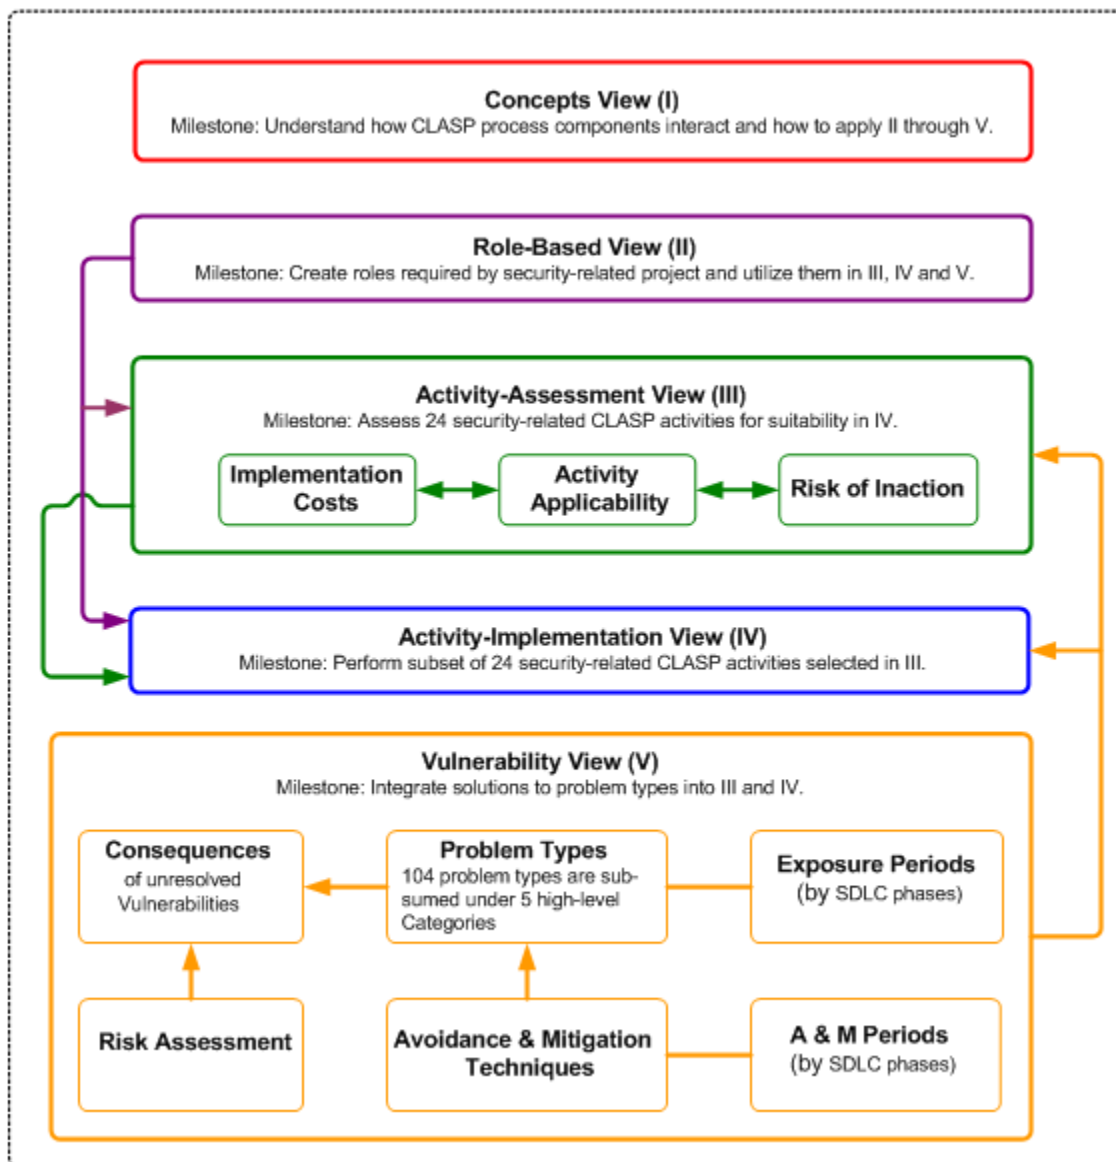 Concepts View (I)
Milestone: Understand how CLASP process components interact and how to apply II through V.
Role-Based View (II)
Milestone: Create roles required by security-related project and utilize them in III, IV and V.
Activity-Assessment View (III)
Milestone: Assess 24 security-related CLASP activities for suitability in IV.
Implementation
Costs
Activity
Applicability
Risk of Inaction
Activity-Implementation View (IV)
Milestone: Perform subset of 24 security-related CLASP activities selected in III.
Vulnerability View (V)
Milestone: Integrate solutions to problem types into III and IV.
Consequences
of unresolved
Vulnerabilities
Problem Types
104 problem types are sub-
sumed under 5 high-level
Categories
Exposure Periods
(by SDLC phases)
Risk Assessment
Avoidance & Mitigation
Techniques
A & M Periods
(by SDLC phases)